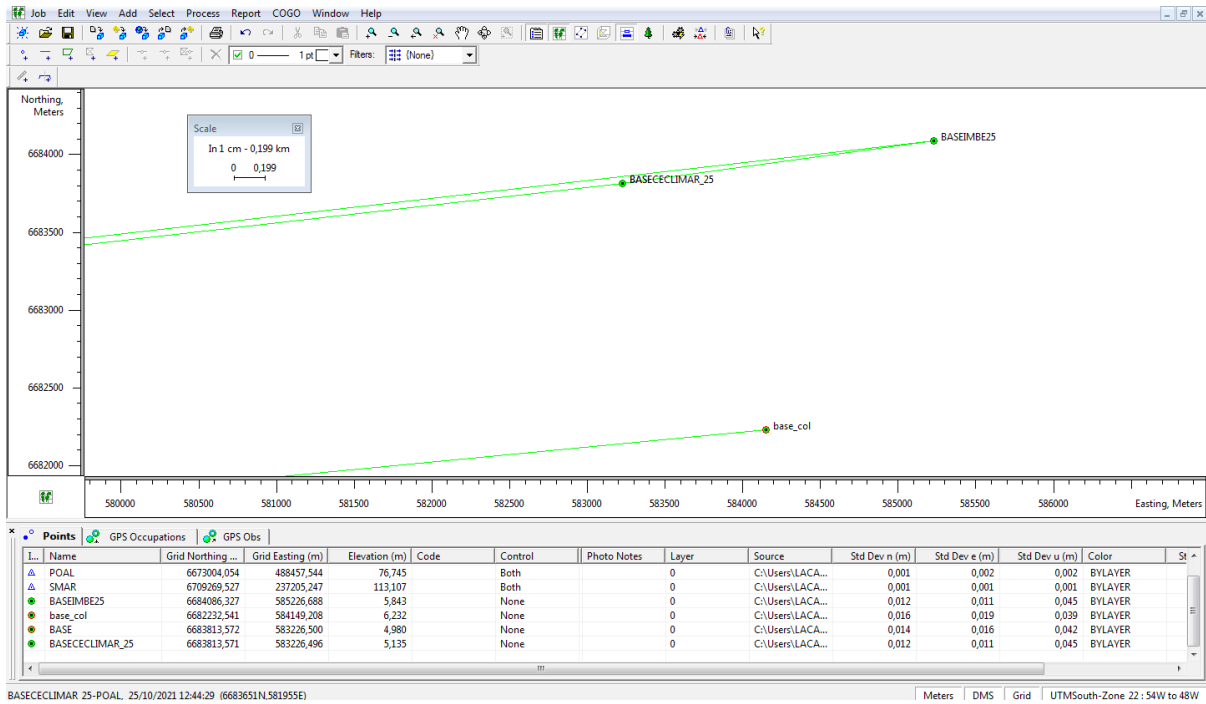 Job Edit View Add Select Process Report COGO Window Help
0 1 pt Filters: {None}
Northing, Meters
Scale
In 1 cm - 0,199 km
0 0,199
BASEIMBE25
6684000
BASECECLIMAR_25
6683500
6683000
6682500
base_col
6682000
580000 580500 581000 581500 582000 582500 583000 583500 584000 584500 585000 585500 586000 Easting, Meters
Points GPS Occupations GPS Obs
I... Name Grid Northing ... Grid Easting (m) Elevation (m) Code Control Photo Notes Layer Source Std Dev n (m) Std Dev e (m) Std Dev u (m) Color St
POAL 6673004,054 488457,544 76,745 Both 0 C:\Users\LACA... 0,001 0,002 0,002 BYLAYER
SMAR 6709269,527 237205,247 113,107 Both 0 C:\Users\LACA... 0,001 0,001 0,001 BYLAYER
BASEIMBE25 6684086,327 585226,688 5,843 None 0 C:\Users\LACA... 0,012 0,011 0,045 BYLAYER
base_col 6682232,541 584149,208 6,232 None 0 C:\Users\LACA... 0,016 0,019 0,039 BYLAYER
BASE 6683813,572 583226,500 4,980 None 0 C:\Users\LACA... 0,014 0,016 0,042 BYLAYER
BASECECLIMAR_25 6683813,571 583226,496 5,135 None 0 C:\Users\LACA... 0,012 0,011 0,045 BYLAYER
BASECECLIMAR 25-POAL, 25/10/2021 12:44:29 (6683651N,581955E) Meters DMS Grid UTMSouth-Zone 22 : 54W to 48W